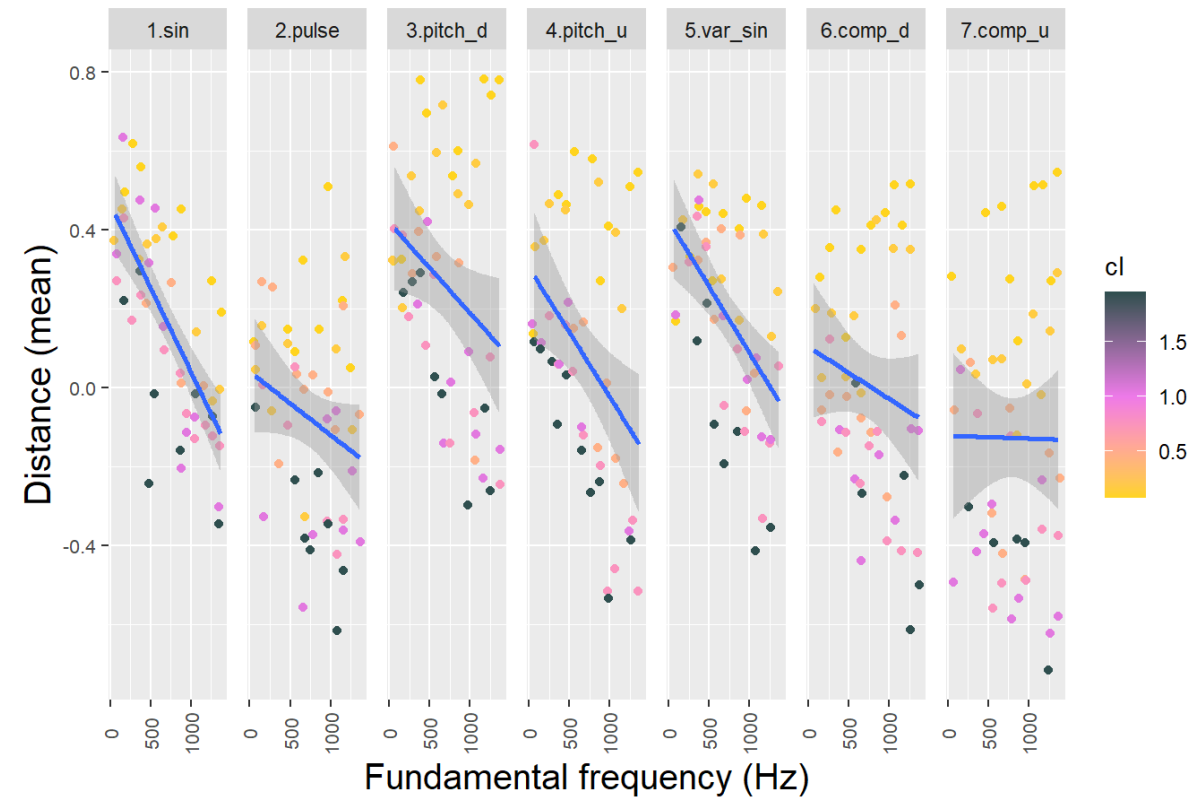 1.sin 2.pulse 3.pitch_d 4.pitch_u 5.var_sin 6.comp_d 7.comp_u
0.8
0.4
0.0
-0.4
Distance (mean)
0 500 1000 0 500 1000 0 500 1000 0 500 1000 0 500 1000 0 500 1000 0 500 1000
Fundamental frequency (Hz)
cl
1.5
1.0
0.5